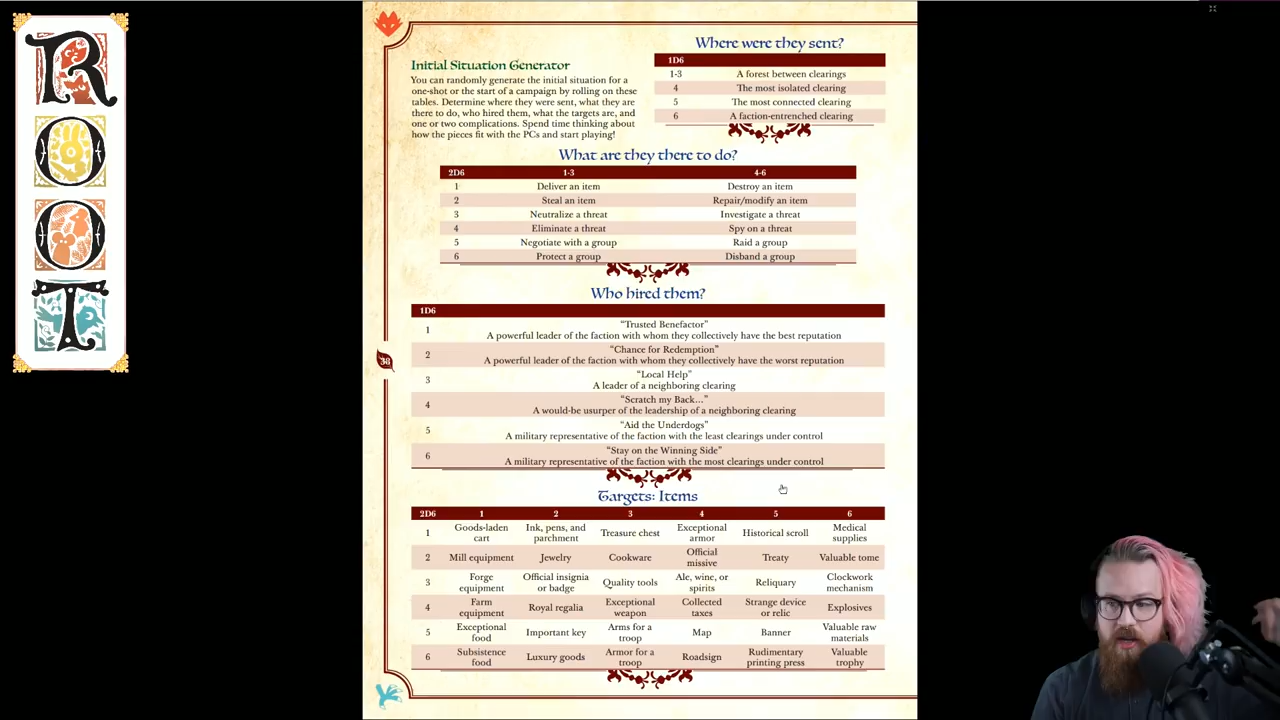 ROOT
Initial Situation Generator
You can randomly generate the initial situation for a
one-shot or the start of a campaign by rolling on these
tables. Determine where they were sent, what they are
there to do, who hired them, what the targets are, and
one or two complications. Spend time thinking about
how the pieces fit with the PCs and start playing!
Where were they sent?
1D6
1-3 A forest between clearings
4 The most isolated clearing
5 The most connected clearing
6 A faction-entrenched clearing
What are they there to do?
2D6 1-3 4-6
1 Deliver an item Destroy an item
2 Steal an item Repair/modify an item
3 Neutralize a threat Investigate a threat
4 Eliminate a threat Spy on a threat
5 Negotiate with a group Raid a group
6 Protect a group Disband a group
Who hired them?
1D6
1 “Trusted Benefactor”
A powerful leader of the faction with whom they collectively have the best reputation
2 “Chance for Redemption”
A powerful leader of the faction with whom they collectively have the worst reputation
3 “Local Help”
A leader of a neighboring clearing
4 “Scratch my Back...”
A would-be usurper of the leadership of a neighboring clearing
5 “Aid the Underdogs”
A military representative of the faction with the least clearings under control
6 “Stay on the Winning Side”
A military representative of the faction with the most clearings under control
38
Targets: Items
2D6 1 2 3 4 5 6
1 Goods-laden cart Ink, pens, and parchment Treasure chest Exceptional armor Historical scroll Medical supplies
2 Mill equipment Jewelry Cookware Official missive Treaty Valuable tome
3 Forge equipment Official insignia or badge Quality tools Ale, wine, or spirits Reliquary Clockwork mechanism
4 Farm equipment Royal regalia Exceptional weapon Collected taxes Strange device or relic Explosives
5 Exceptional food Important key Arms for a troop Map Banner Valuable raw materials
6 Subsistence food Luxury goods Armor for a troop Roadsign Rudimentary printing press Valuable trophy